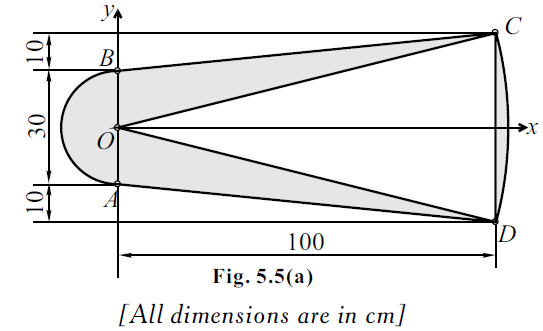 y
C
10
B
30
O
x
A
10
D
100
Fig. 5.5(a)
[All dimensions are in cm]